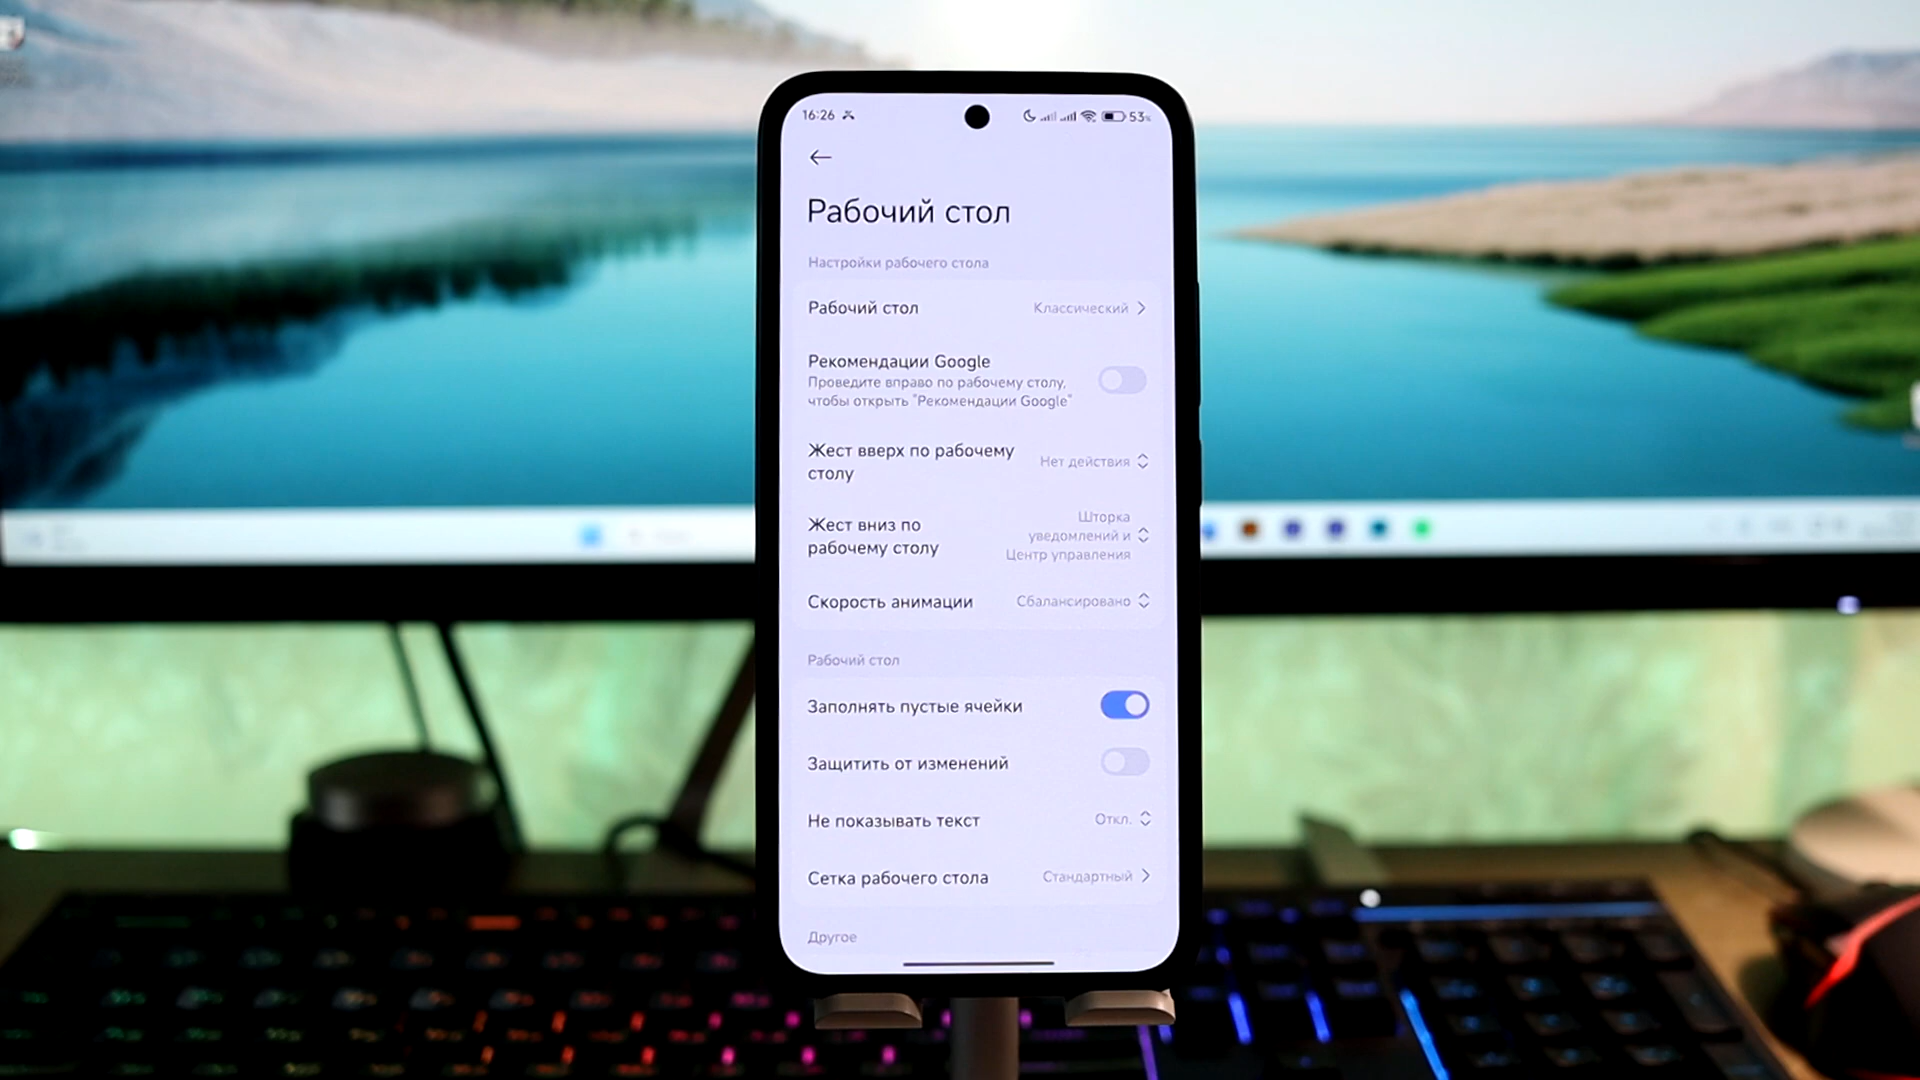 16:26
53%
Рабочий стол
Настройки рабочего стола
Рабочий стол
Классический
Рекомендации Google
Проведите вправо по рабочему столу,
чтобы открыть "Рекомендации Google"
Жест вверх по рабочему
столу
Нет действия
Жест вниз по
рабочему столу
Шторка
уведомлений и
Центр управления
Скорость анимации
Сбалансировано
Рабочий стол
Заполнять пустые ячейки
Защитить от изменений
Не показывать текст
Откл.
Сетка рабочего стола
Стандартный
Другое